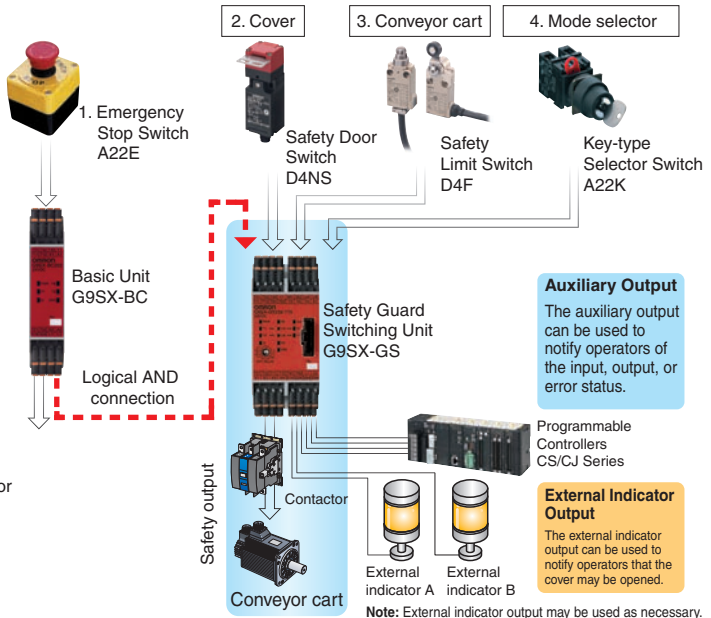 2. Cover
3. Conveyor cart
4. Mode selector
1. Emergency
Stop Switch
A22E
Safety Door
Switch
D4NS
Safety
Limit Switch
D4F
Key-type
Selector Switch
A22K
Basic Unit
G9SX-BC
Safety Guard
Switching Unit
G9SX-GS
Logical AND
connection
Auxiliary Output
The auxiliary output
can be used to
notify operators of
the input, output, or
error status.
Programmable
Controllers
CS/CJ Series
or
Safety output
Contactor
Conveyor cart
External
indicator A
External
indicator B
External Indicator
Output
The external indicator
output can be used to
notify operators that the
cover may be opened.
Note: External indicator output may be used as necessary.